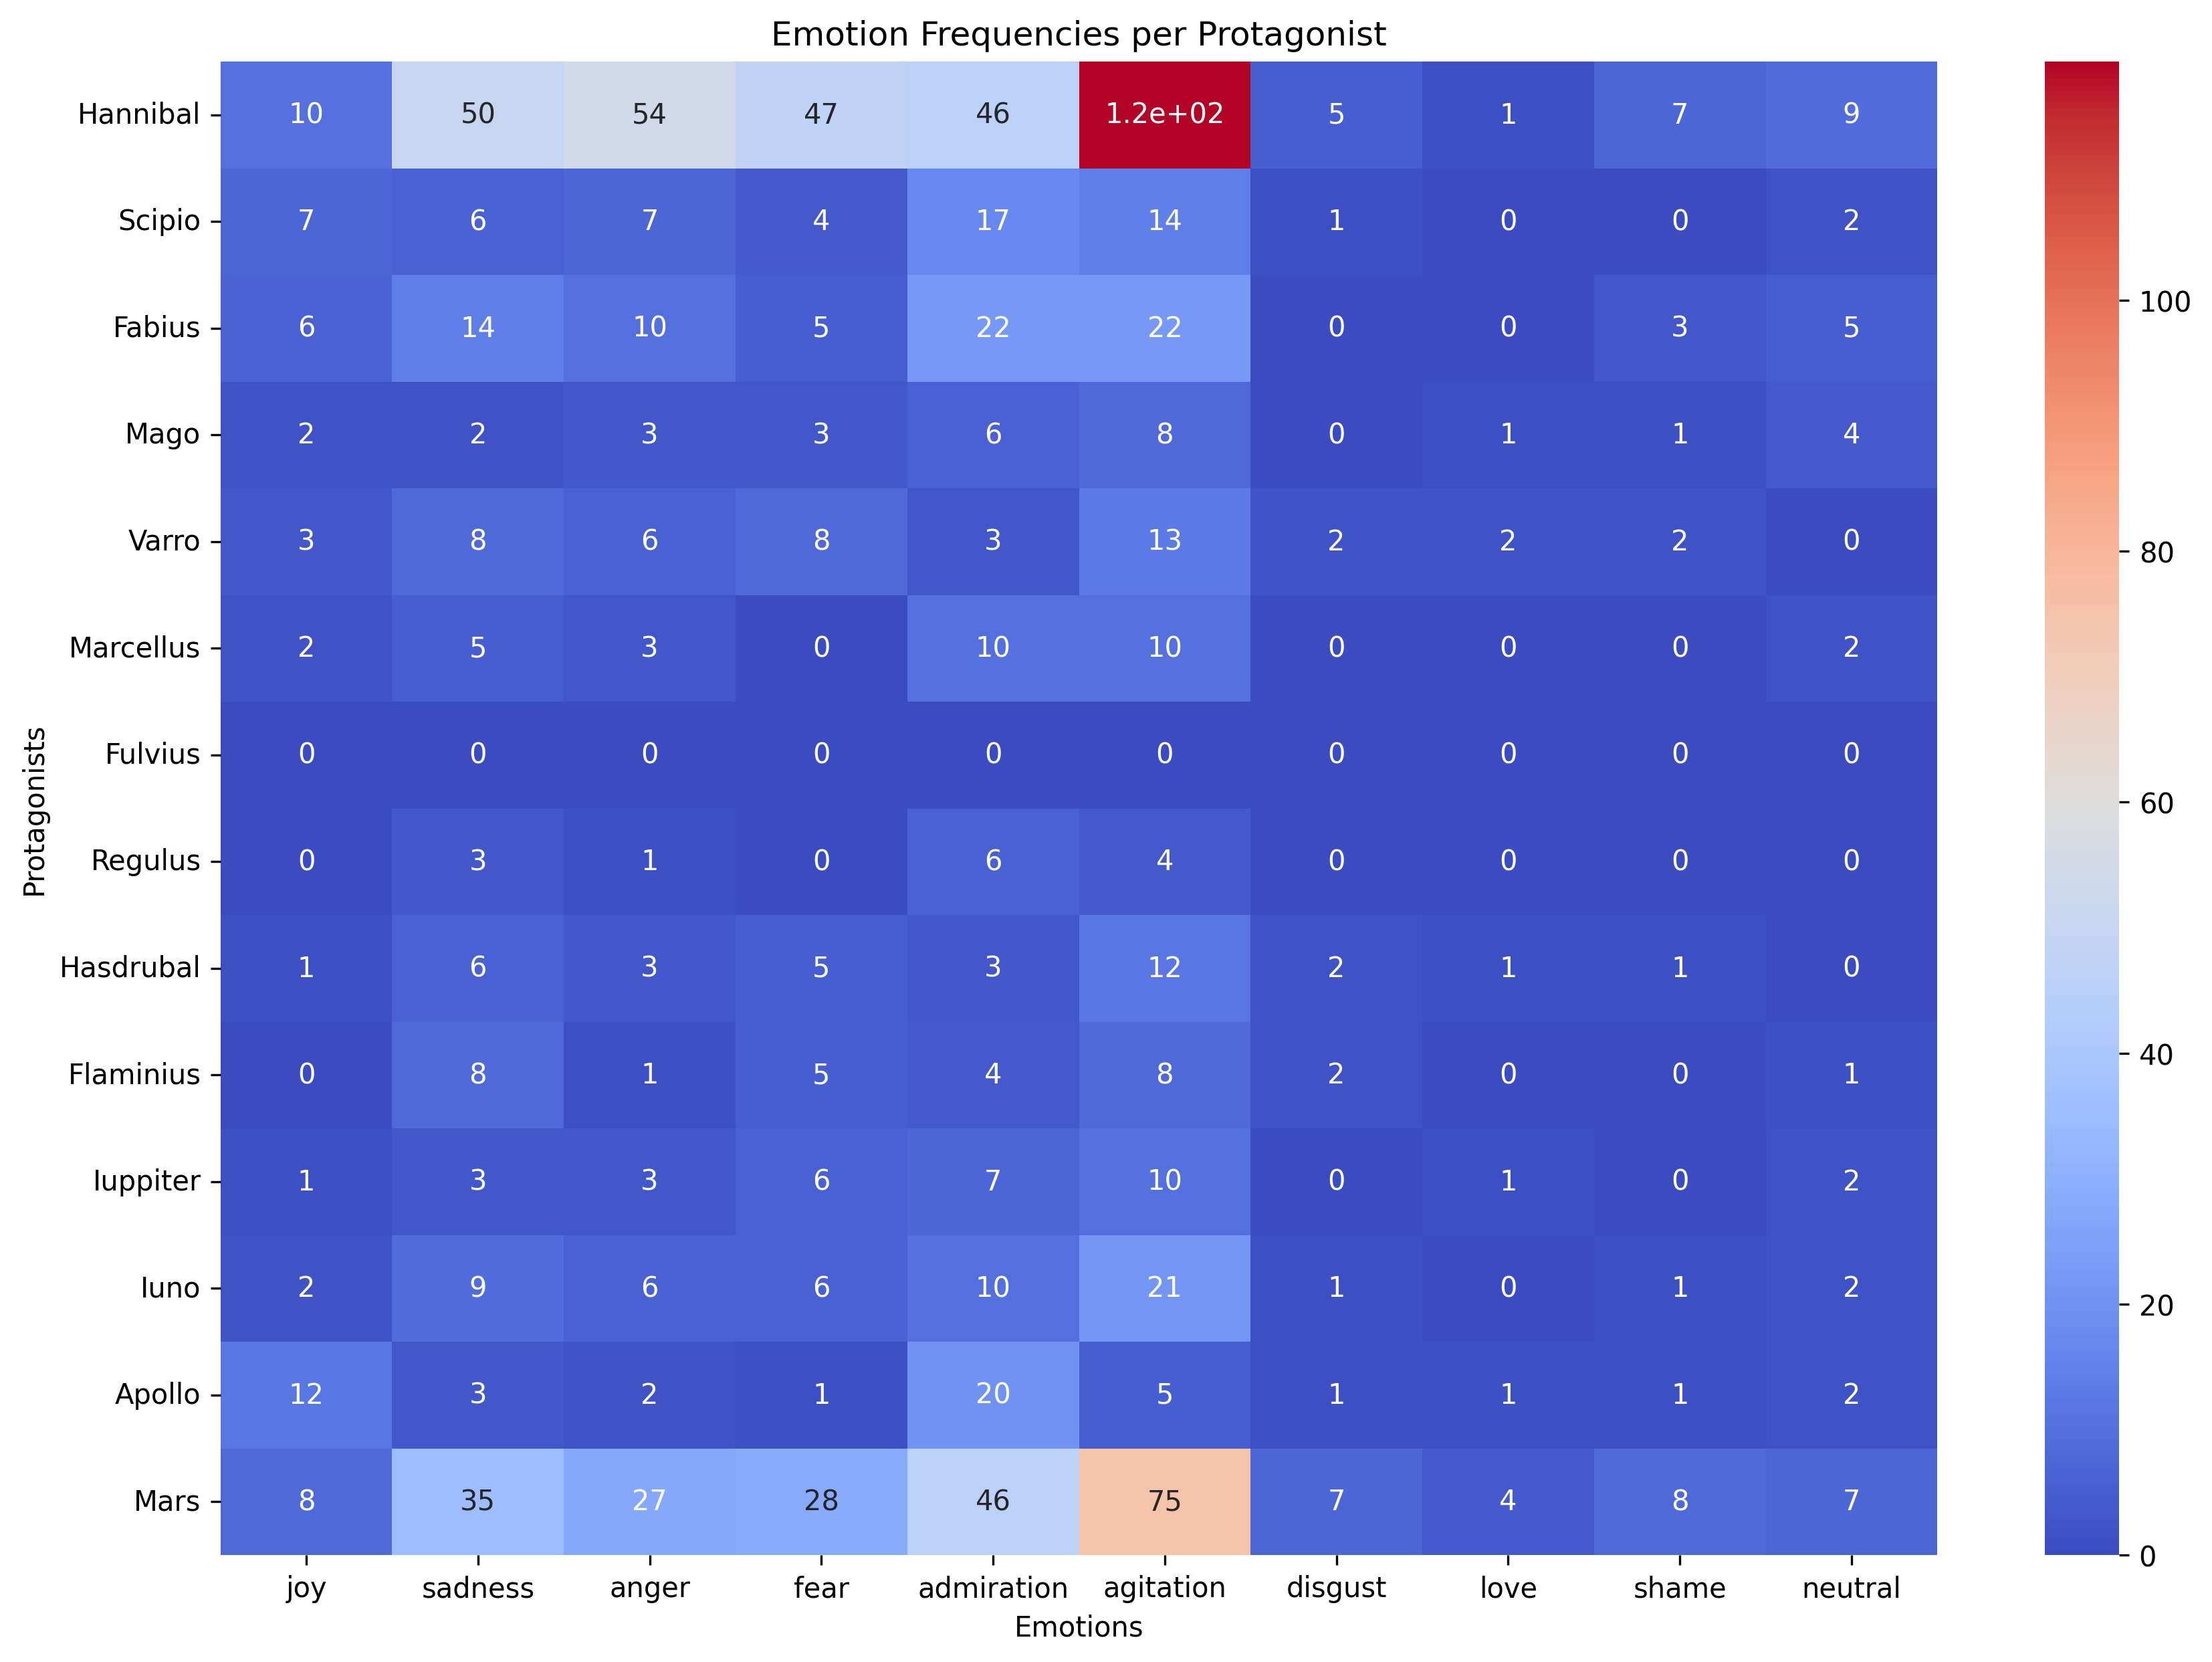 Emotion Frequencies per Protagonist
Hannibal 10 50 54 47 46 1.2e+02 5 1 7 9
Scipio 7 6 7 4 17 14 1 0 0 2
Fabius 6 14 10 5 22 22 0 0 3 5
Mago 2 2 3 3 6 8 0 1 1 4
Varro 3 8 6 8 3 13 2 2 2 0
Marcellus 2 5 3 0 10 10 0 0 0 2
Fulvius 0 0 0 0 0 0 0 0 0 0
Regulus 0 3 1 0 6 4 0 0 0 0
Hasdrubal 1 6 3 5 3 12 2 1 1 0
Flaminius 0 8 1 5 4 8 2 0 0 1
Iuppiter 1 3 3 6 7 10 0 1 0 2
Iuno 2 9 6 6 10 21 1 0 1 2
Apollo 12 3 2 1 20 5 1 1 1 2
Mars 8 35 27 28 46 75 7 4 8 7
joy sadness anger fear admiration agitation disgust love shame neutral
Emotions
Protagonists
100
80
60
40
20
0